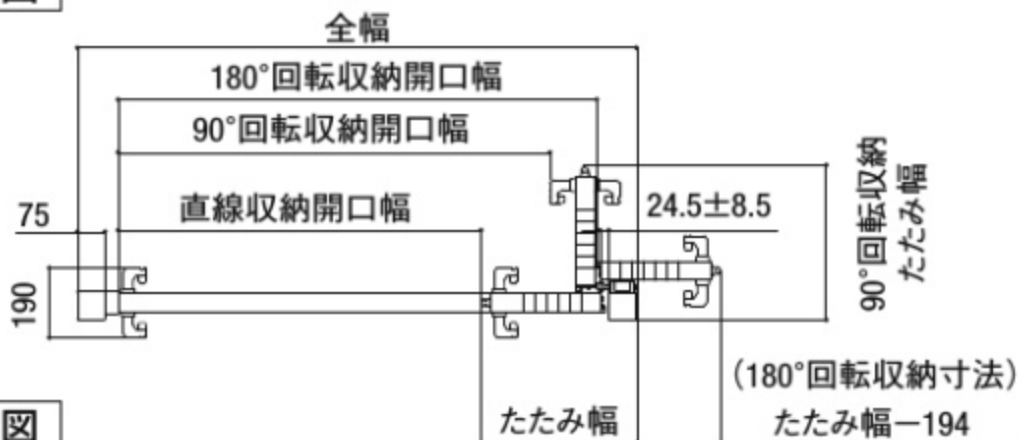 全幅
180°回転収納開口幅
90°回転収納開口幅
直線収納開口幅
75
190
24.5±8.5
90°回転収納
たたみ幅
(180°回転収納寸法)
たたみ幅
たたみ幅－194
図